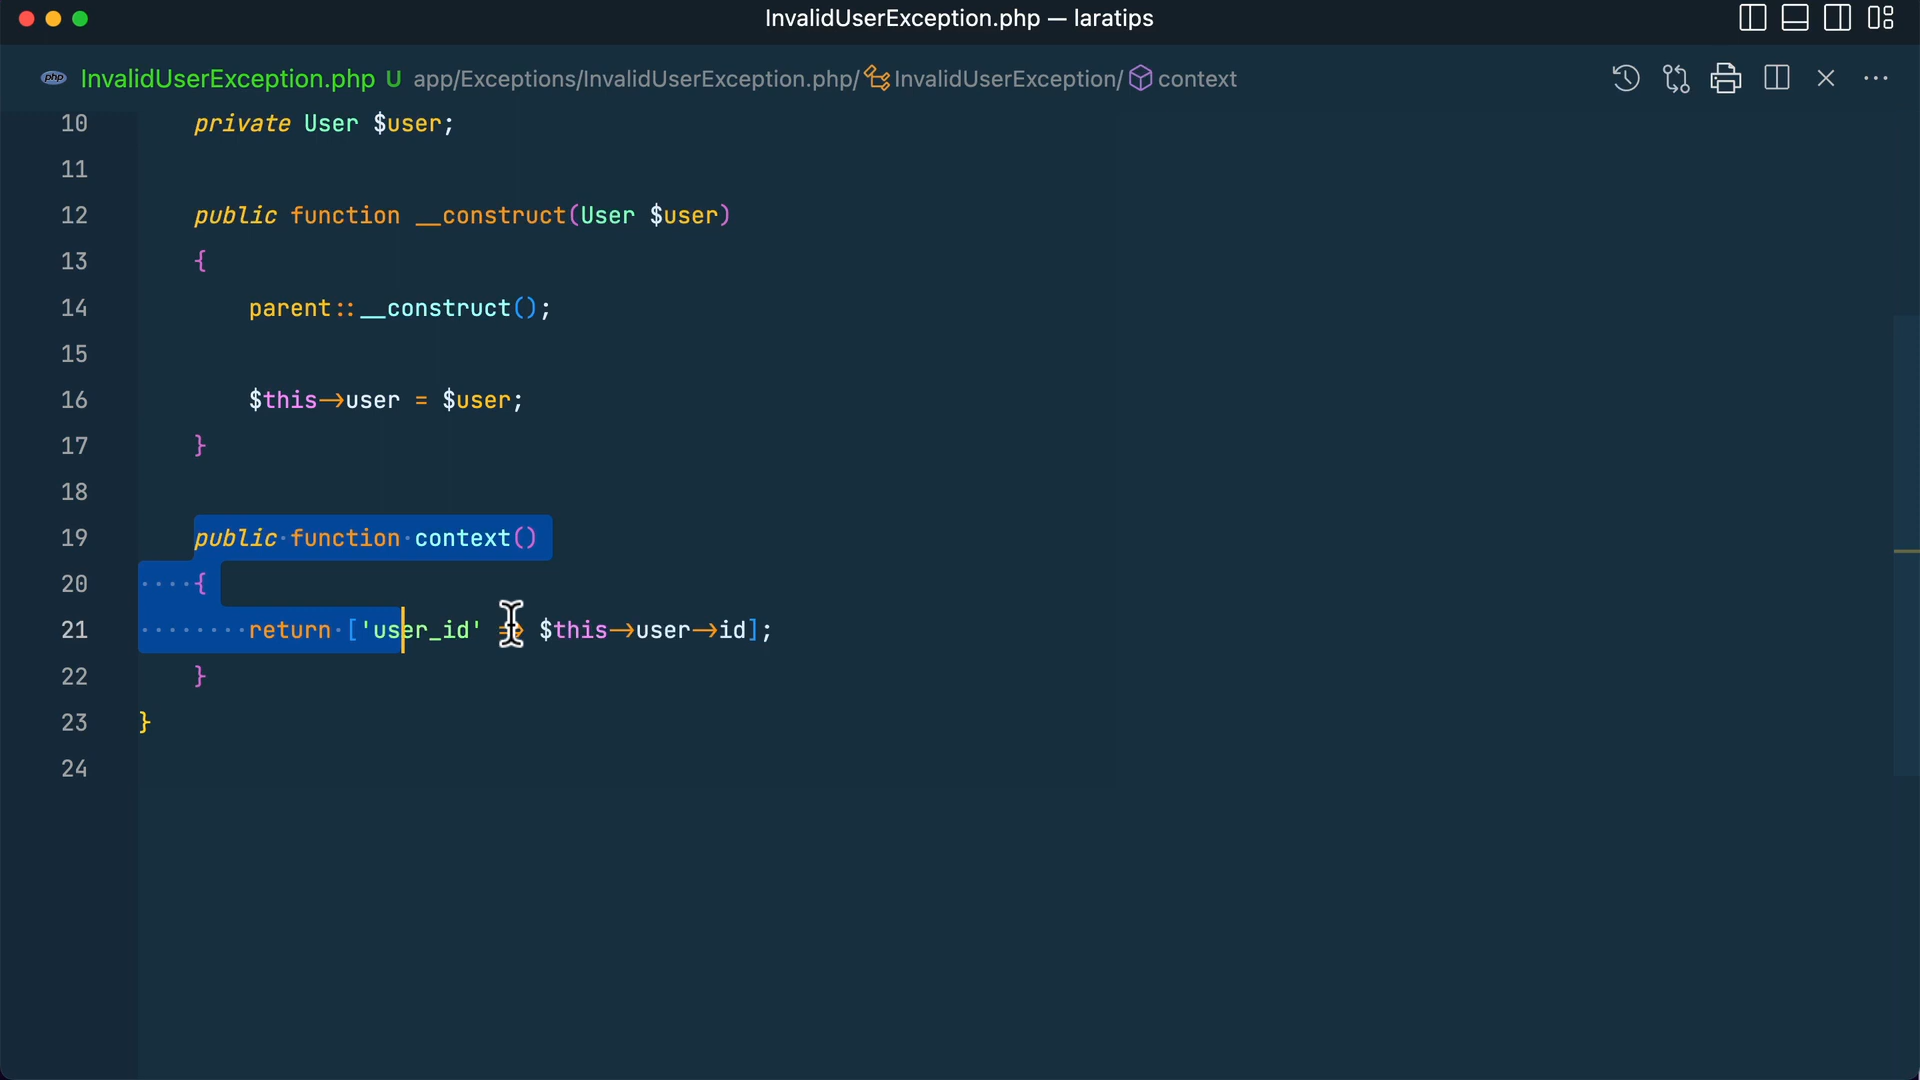 InvalidUserException.php — laratips
php InvalidUserException.php U app/Exceptions/InvalidUserException.php/ InvalidUserException/ context
10 private User $user;
11
12 public function __construct(User $user)
13 {
14 parent::__construct();
15
16 $this->user = $user;
17 }
18
19 public function context()
20 {
21 return ['user_id' => $this->user->id];
22 }
23 }
24